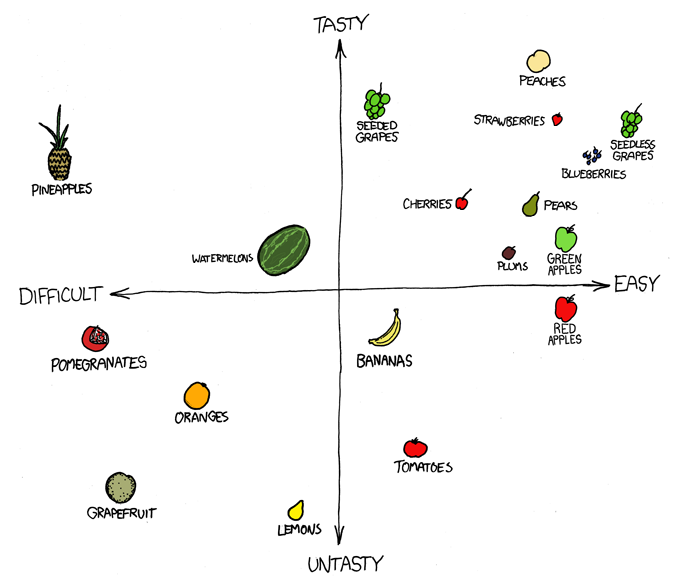 TASTY
PEACHES
SEEDED
GRAPES
STRAWBERRIES
SEEDLESS
GRAPES
BLUEBERRIES
PINEAPPLES
CHERRIES
PEARS
WATERMELONS
PLUMS
GREEN
APPLES
DIFFICULT
EASY
RED
APPLES
POMEGRANATES
BANANAS
ORANGES
TOMATOES
GRAPEFRUIT
LEMONS
UNTASTY